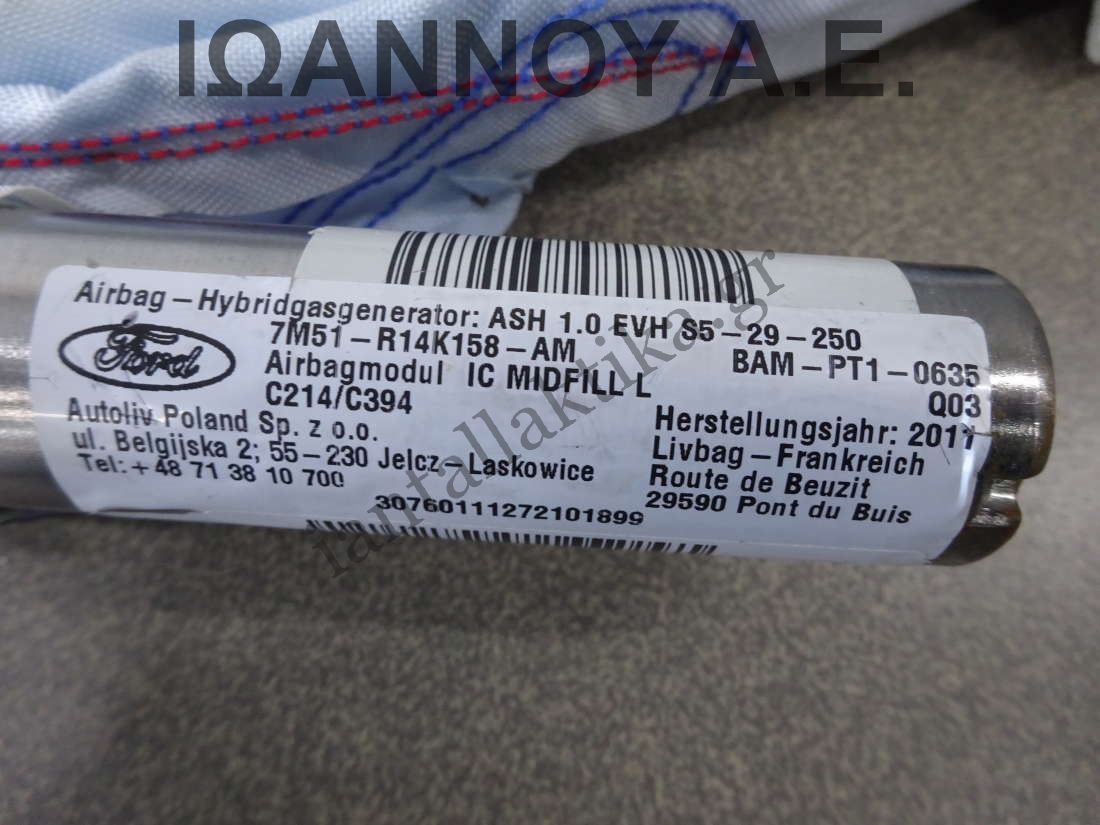 ΙΩΑΝΝΟΥ Α.Ε.
Airbag-Hybridgasgenerator: ASH 1.0 EVH S5-29-250
Ford
7M51-R14K158-AM
BAM-PT1-0635
Airbagmodul IC MIDFILL L
Q03
C214/C394
Herstellungsjahr: 2011
Autoliv Poland Sp. z o.o.
Livbag-Frankreich
ul. Belgijska 2; 55-230 Jelcz-Laskowice
Route de Beuzit
Tel: +48 71 38 10 700
29590 Pont du Buis
30760111272101899
iantallaktika.gr